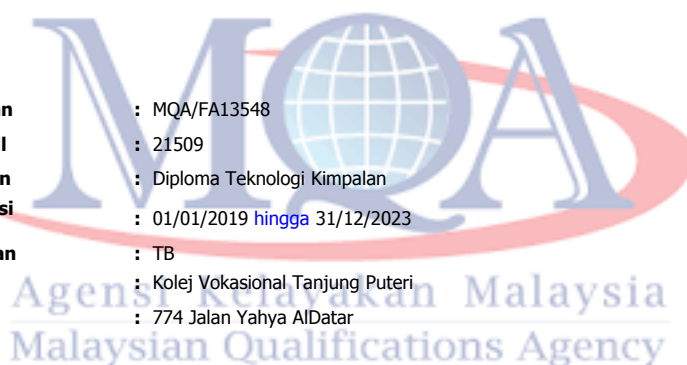 MQA
an : MQA/FA13548
l : 21509
n : Diploma Teknologi Kimpalan
si : 01/01/2019 hingga 31/12/2023
an : TB
: Kolej Vokasional Tanjung Puteri
: 774 Jalan Yahya AlDatar
Agensi Kelayakan Malaysia
Malaysian Qualifications Agency